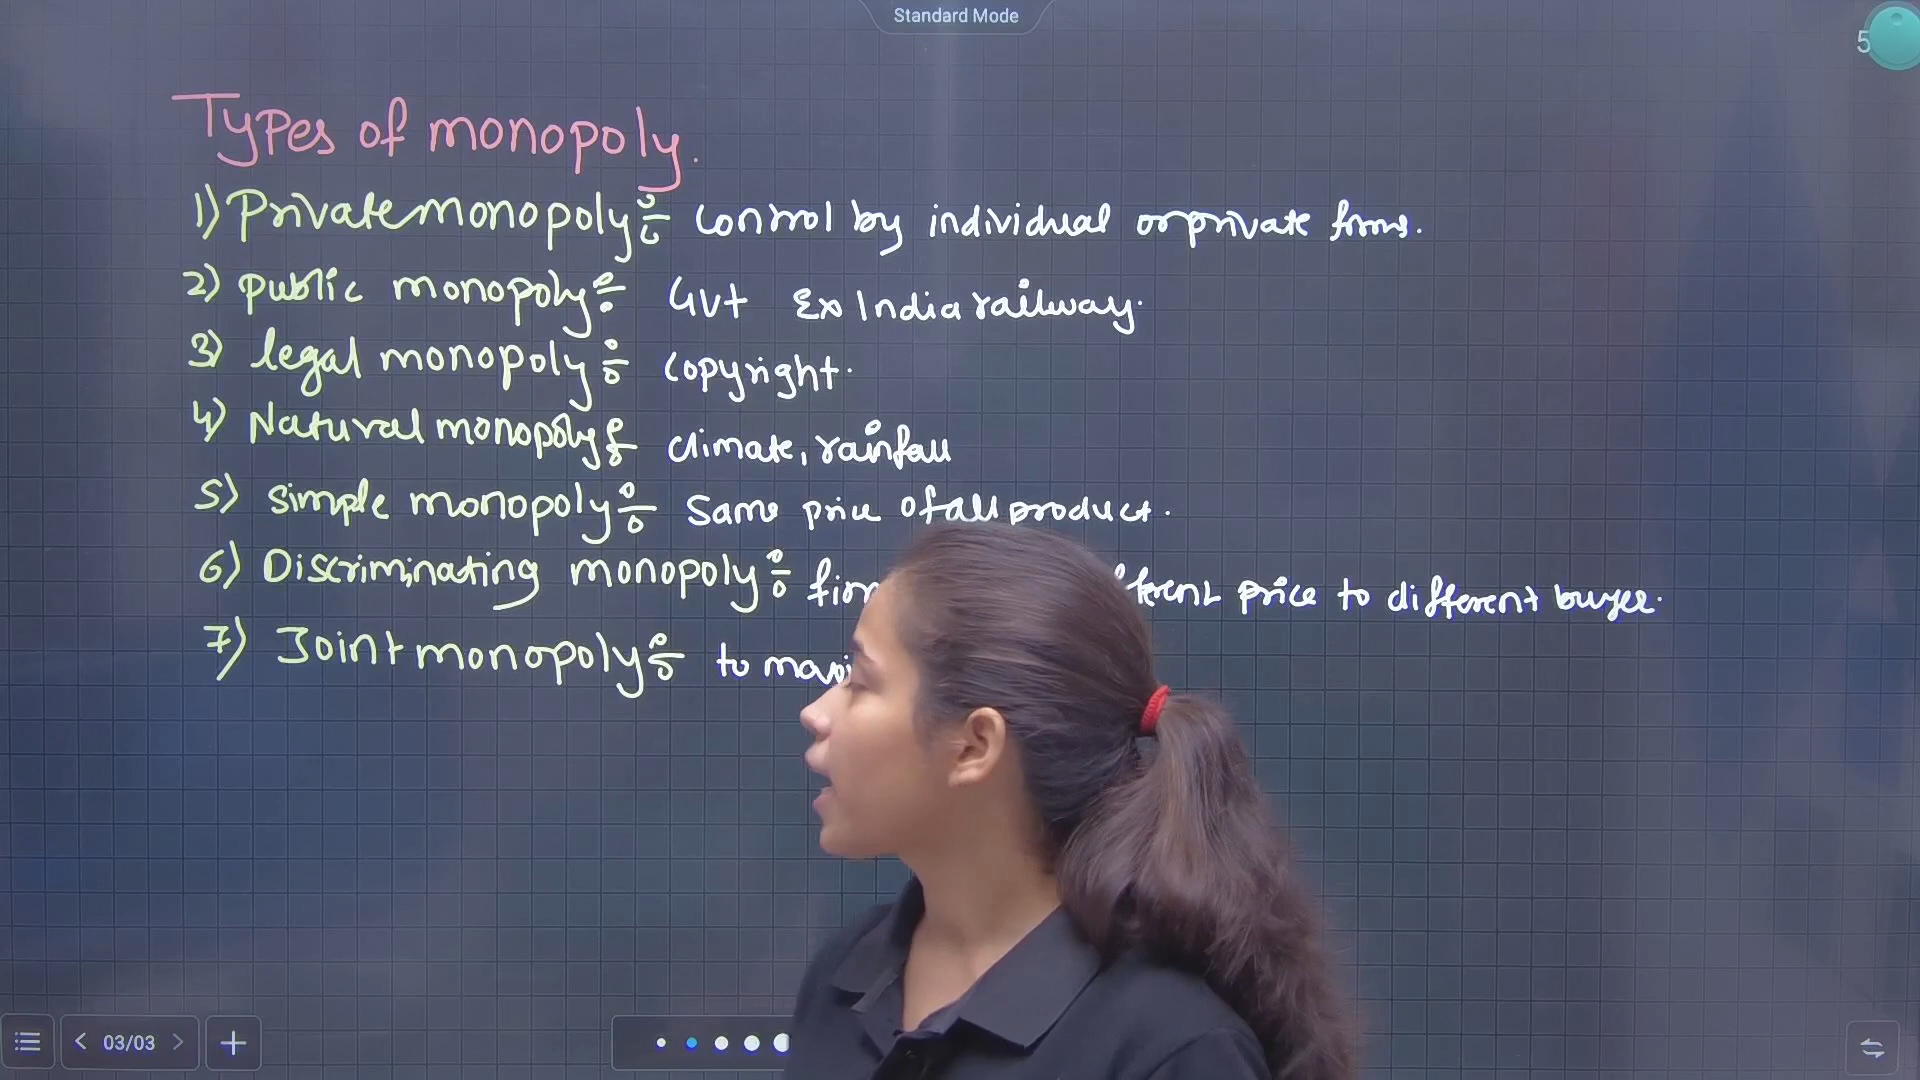 Standard Mode
5
Types of monopoly.
1) Private monopoly :- control by individual or private firms.
2) public monopoly :- Gvt Ex India railway.
3) legal monopoly :- copyright.
4) Natural monopoly :- climate, rainfall
5) simple monopoly :- Same price of all product.
6) Discriminating monopoly :- price to different buyer.
7) Joint monopoly :- to
03/03